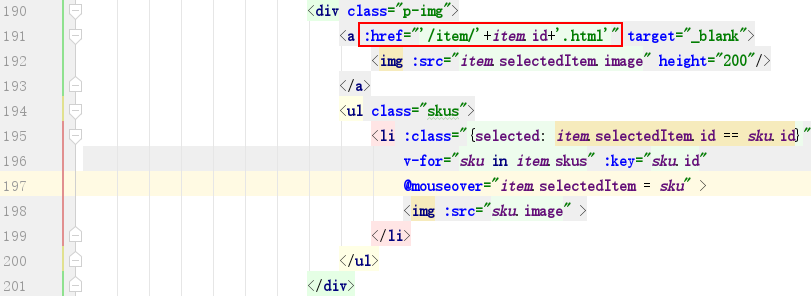 190 <div class="p-img">
191 <a :href="'/item/'+item.id+'.html'" target="_blank">
192 <img :src="item.selectedItem.image" height="200"/>
193 </a>
194 <ul class="skus">
195 <li :class="{selected: item.selectedItem.id == sku.id}"
196 v-for="sku in item.skus" :key="sku.id"
197 @mouseover="item.selectedItem = sku" >
198 <img :src="sku.image" >
199 </li>
200 </ul>
201 </div>